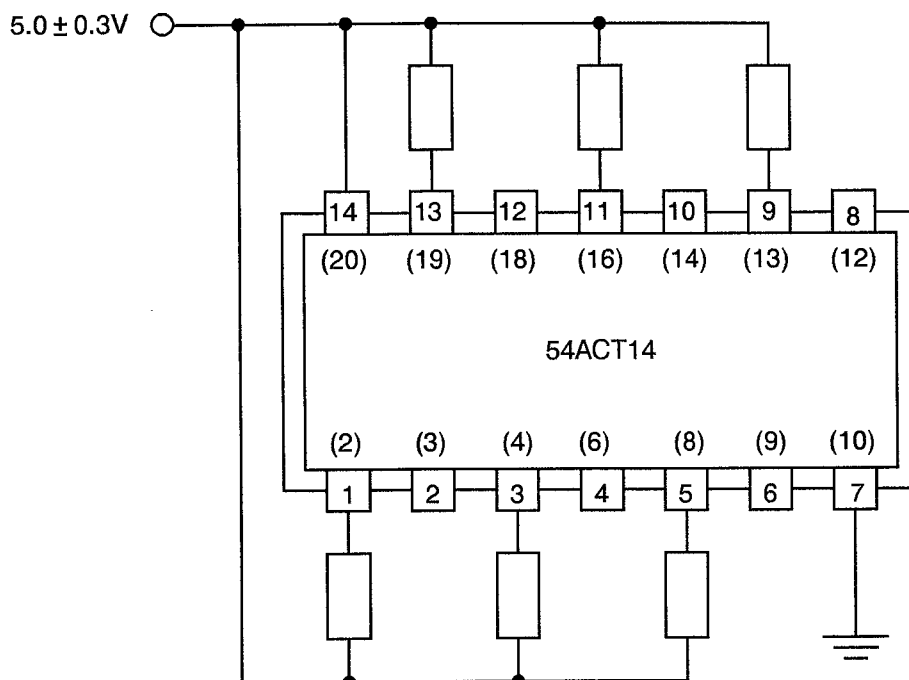 5.0 ± 0.3V
14 13 12 11 10 9 8
(20) (19) (18) (16) (14) (13) (12)
54ACT14
(2) (3) (4) (6) (8) (9) (10)
1 2 3 4 5 6 7